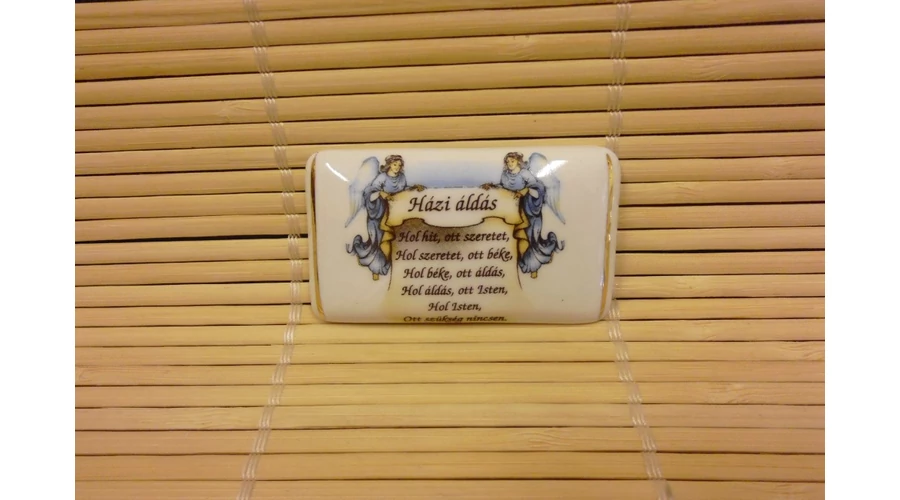 Házi áldás
Hol hit, ott szeretet,
Hol szeretet, ott béke,
Hol béke, ott áldás,
Hol áldás, ott Isten,
Hol Isten,
Ott szükség nincsen.